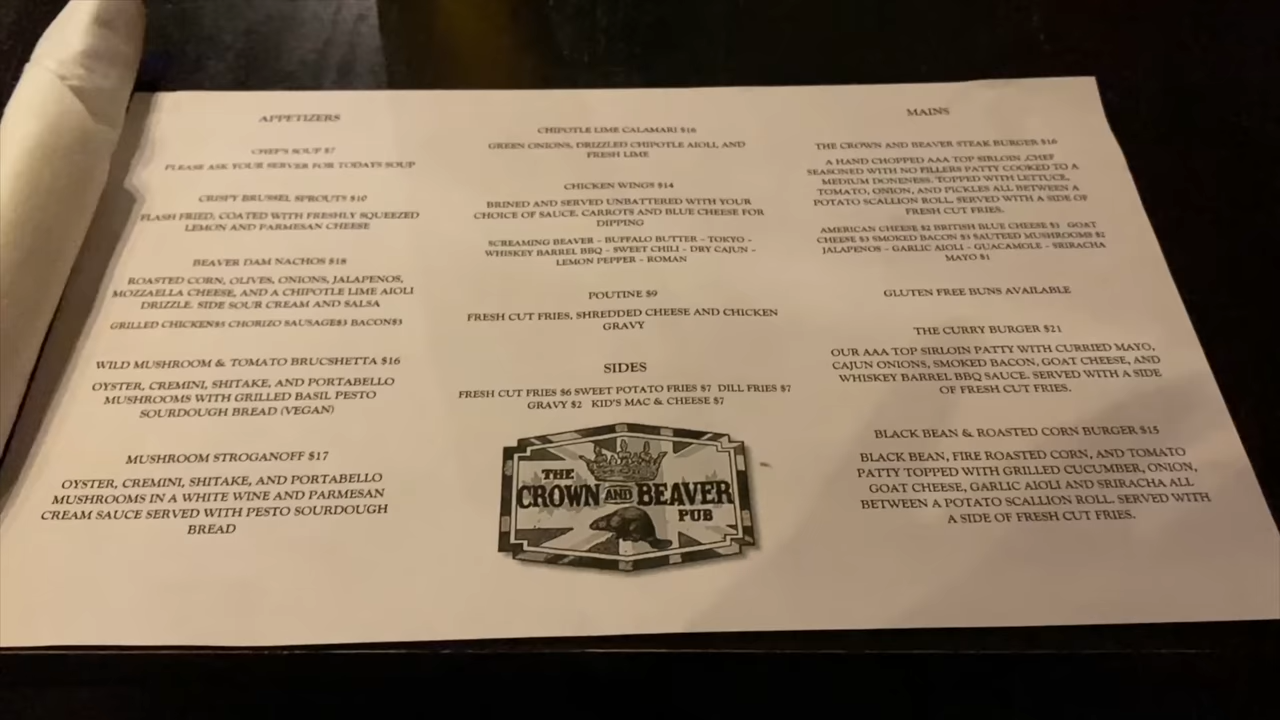 APPETIZERS
CHEF'S SOUP $7
PLEASE ASK YOUR SERVER FOR TODAYS SOUP
CRISPY BRUSSEL SPROUTS $10
FLASH FRIED, COATED WITH FRESHLY SQUEEZED
LEMON AND PARMESAN CHEESE
BEAVER DAM NACHOS $18
ROASTED CORN, OLIVES, ONIONS, JALAPENOS,
MOZZAELLA CHEESE, AND A CHIPOTLE LIME AIOLI
DRIZZLE. SIDE SOUR CREAM AND SALSA
GRILLED CHICKEN$5 CHORIZO SAUSAGE$3 BACON$3
WILD MUSHROOM & TOMATO BRUCSHETTA $16
OYSTER, CREMINI, SHITAKE, AND PORTABELLO
MUSHROOMS WITH GRILLED BASIL PESTO
SOURDOUGH BREAD (VEGAN)
MUSHROOM STROGANOFF $17
OYSTER, CREMINI, SHITAKE, AND PORTABELLO
MUSHROOMS IN A WHITE WINE AND PARMESAN
CREAM SAUCE SERVED WITH PESTO SOURDOUGH
BREAD
CHIPOTLE LIME CALAMARI $16
GREEN ONIONS, DRIZZLED CHIPOTLE AIOLI, AND
FRESH LIME
CHICKEN WINGS $14
BRINED AND SERVED UNBATTERED WITH YOUR
CHOICE OF SAUCE. CARROTS AND BLUE CHEESE FOR
DIPPING
SCREAMING BEAVER - BUFFALO BUTTER - TOKYO -
WHISKEY BARREL BBQ - SWEET CHILI - DRY CAJUN -
LEMON PEPPER - ROMAN
POUTINE $9
FRESH CUT FRIES, SHREDDED CHEESE AND CHICKEN
GRAVY
SIDES
FRESH CUT FRIES $6 SWEET POTATO FRIES $7 DILL FRIES $7
GRAVY $2 KID'S MAC & CHEESE $7
THE
CROWN AND BEAVER
PUB
MAINS
THE CROWN AND BEAVER STEAK BURGER $16
A HAND CHOPPED AAA TOP SIRLOIN ,CHEF
SEASONED WITH NO FILLERS PATTY COOKED TO A
MEDIUM DONENESS. TOPPED WITH LETTUCE,
TOMATO, ONION, AND PICKLES ALL BETWEEN A
POTATO SCALLION ROLL. SERVED WITH A SIDE OF
FRESH CUT FRIES.
AMERICAN CHEESE $2 BRITISH BLUE CHEESE $3 GOAT
CHEESE $3 SMOKED BACON $3 SAUTEED MUSHROOMS $2
JALAPENOS - GARLIC AIOLI - GUACAMOLE - SRIRACHA
MAYO $1
GLUTEN FREE BUNS AVAILABLE
THE CURRY BURGER $21
OUR AAA TOP SIRLOIN PATTY WITH CURRIED MAYO,
CAJUN ONIONS, SMOKED BACON, GOAT CHEESE, AND
WHISKEY BARREL BBQ SAUCE. SERVED WITH A SIDE
OF FRESH CUT FRIES.
BLACK BEAN & ROASTED CORN BURGER $15
BLACK BEAN, FIRE ROASTED CORN, AND TOMATO
PATTY TOPPED WITH GRILLED CUCUMBER, ONION,
GOAT CHEESE, GARLIC AIOLI AND SRIRACHA ALL
BETWEEN A POTATO SCALLION ROLL. SERVED WITH
A SIDE OF FRESH CUT FRIES.